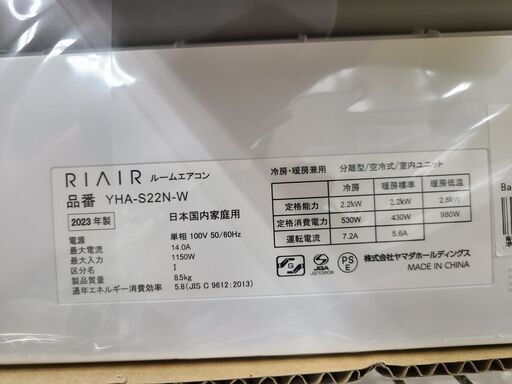 RIAIR ルームエアコン
品番 YHA-S22N-W
2023 年製 日本国内家庭用
電源 単相 100V 50/60Hz
最大電流 14.0A
最大入力 1150W
区分名 I
製品質量 8.5kg
通年エネルギー消費効率 5.8(JIS C 9612:2013)
冷房・暖房兼用 分離型/空冷式/室内ユニット
冷房 暖房標準 暖房低温
定格能力 2.2kW 2.2kW 2.8kW
定格消費電力 530W 430W 980W
運転電流 7.2A 5.6A
G JBA PS E 株式会社ヤマダホールディングス
JQ10808 MADE IN CHINA
Ba